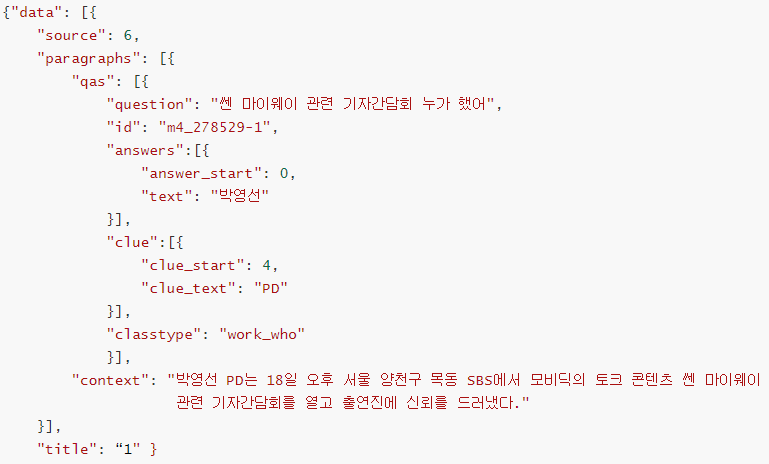 {"data": [{
"source": 6,
"paragraphs": [{
"qas": [{
"question": "쎈 마이웨이 관련 기자간담회 누가 했어",
"id": "m4_278529-1",
"answers":[{
"answer_start": 0,
"text": "박영선"
}],
"clue":[{
"clue_start": 4,
"clue_text": "PD"
}],
"classtype": "work_who"
}],
"context": "박영선 PD는 18일 오후 서울 양천구 목동 SBS에서 모비딕의 토크 콘텐츠 쎈 마이웨이
관련 기자간담회를 열고 출연진에 신뢰를 드러냈다."
}],
"title": “1" }